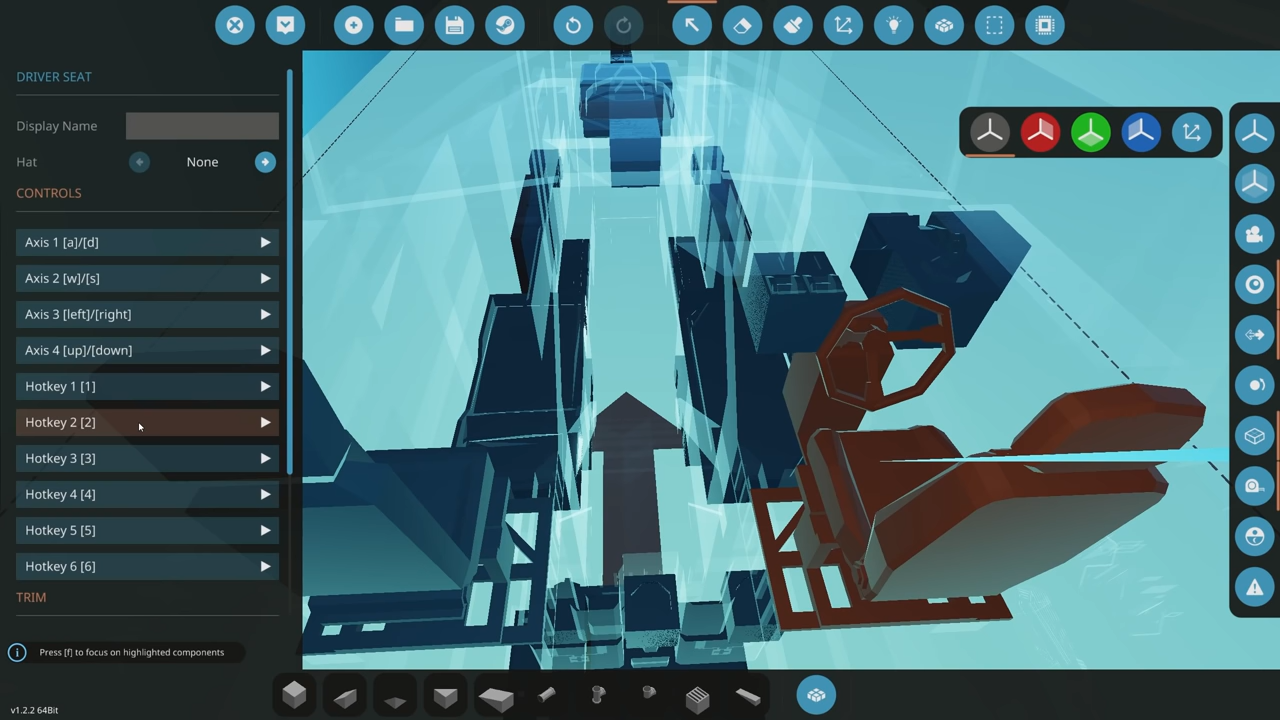 DRIVER SEAT
Display Name
Hat
None
CONTROLS
Axis 1 [a]/[d]
Axis 2 [w]/[s]
Axis 3 [left]/[right]
Axis 4 [up]/[down]
Hotkey 1 [1]
Hotkey 2 [2]
Hotkey 3 [3]
Hotkey 4 [4]
Hotkey 5 [5]
Hotkey 6 [6]
TRIM
Press [f] to focus on highlighted components
v1.2.2 64Bit